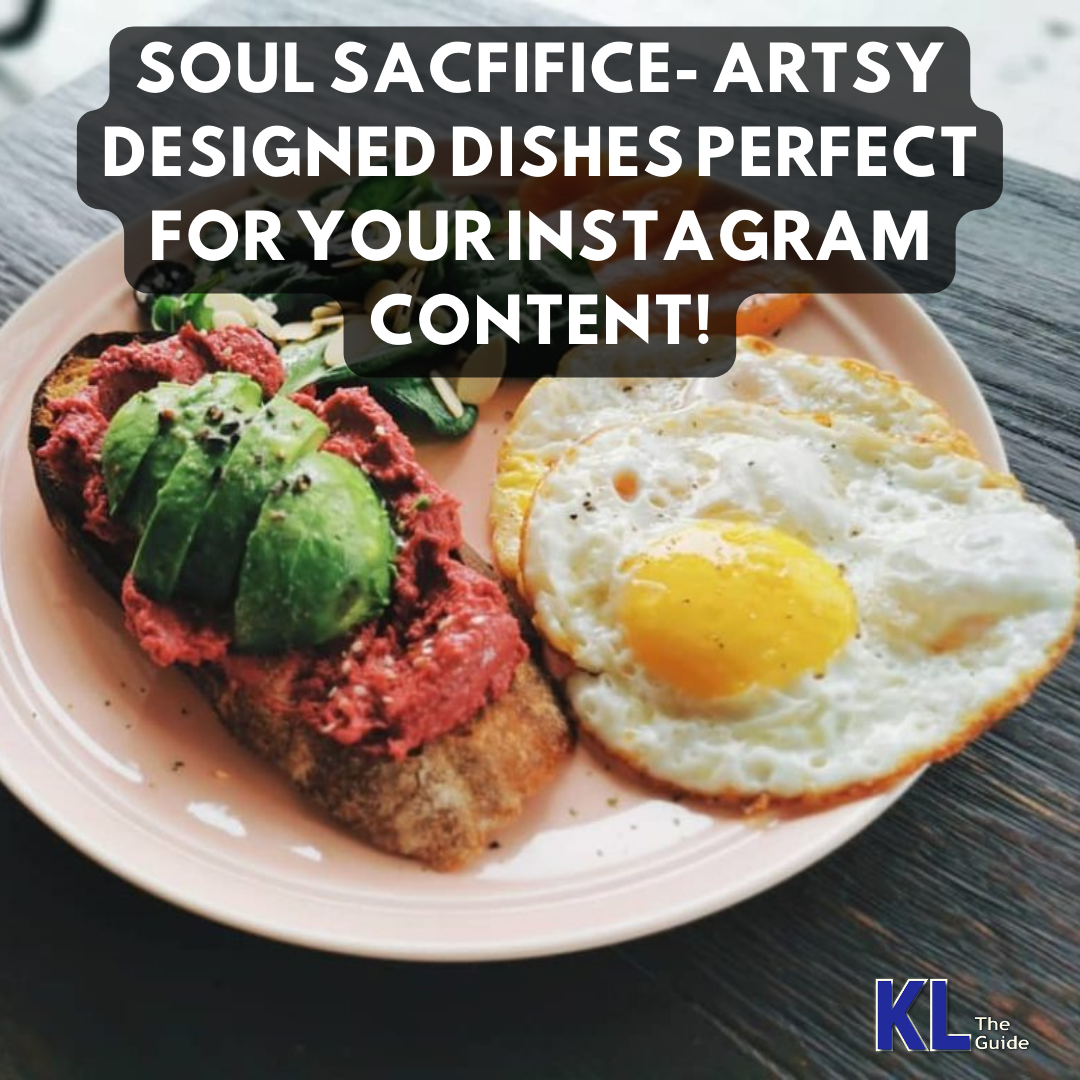 SOUL SACFIFICE- ARTSY
DESIGNED DISHES PERFECT
FOR YOUR INSTAGRAM
CONTENT!
KL The
Guide